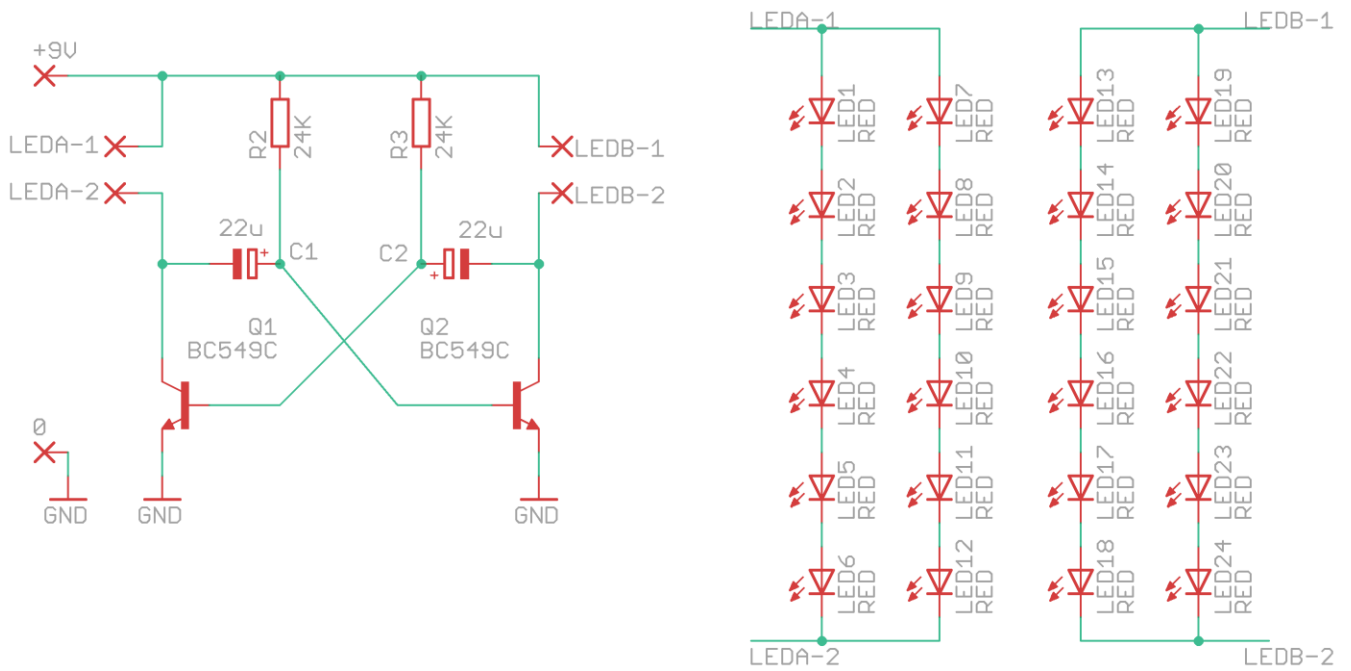 +9V
LEDA-1
LEDA-2
R2
24K
R3
24K
LEDB-1
LEDB-2
22u
C1
C2
22u
+
+
Q1
BC549C
Q2
BC549C
0
GND
GND
GND
LEDA-1
LEDB-1
LED1
RED
LED7
RED
LED13
RED
LED19
RED
LED2
RED
LED8
RED
LED14
RED
LED20
RED
LED3
RED
LED9
RED
LED15
RED
LED21
RED
LED4
RED
LED10
RED
LED16
RED
LED22
RED
LED5
RED
LED11
RED
LED17
RED
LED23
RED
LED6
RED
LED12
RED
LED18
RED
LED24
RED
LEDA-2
LEDB-2